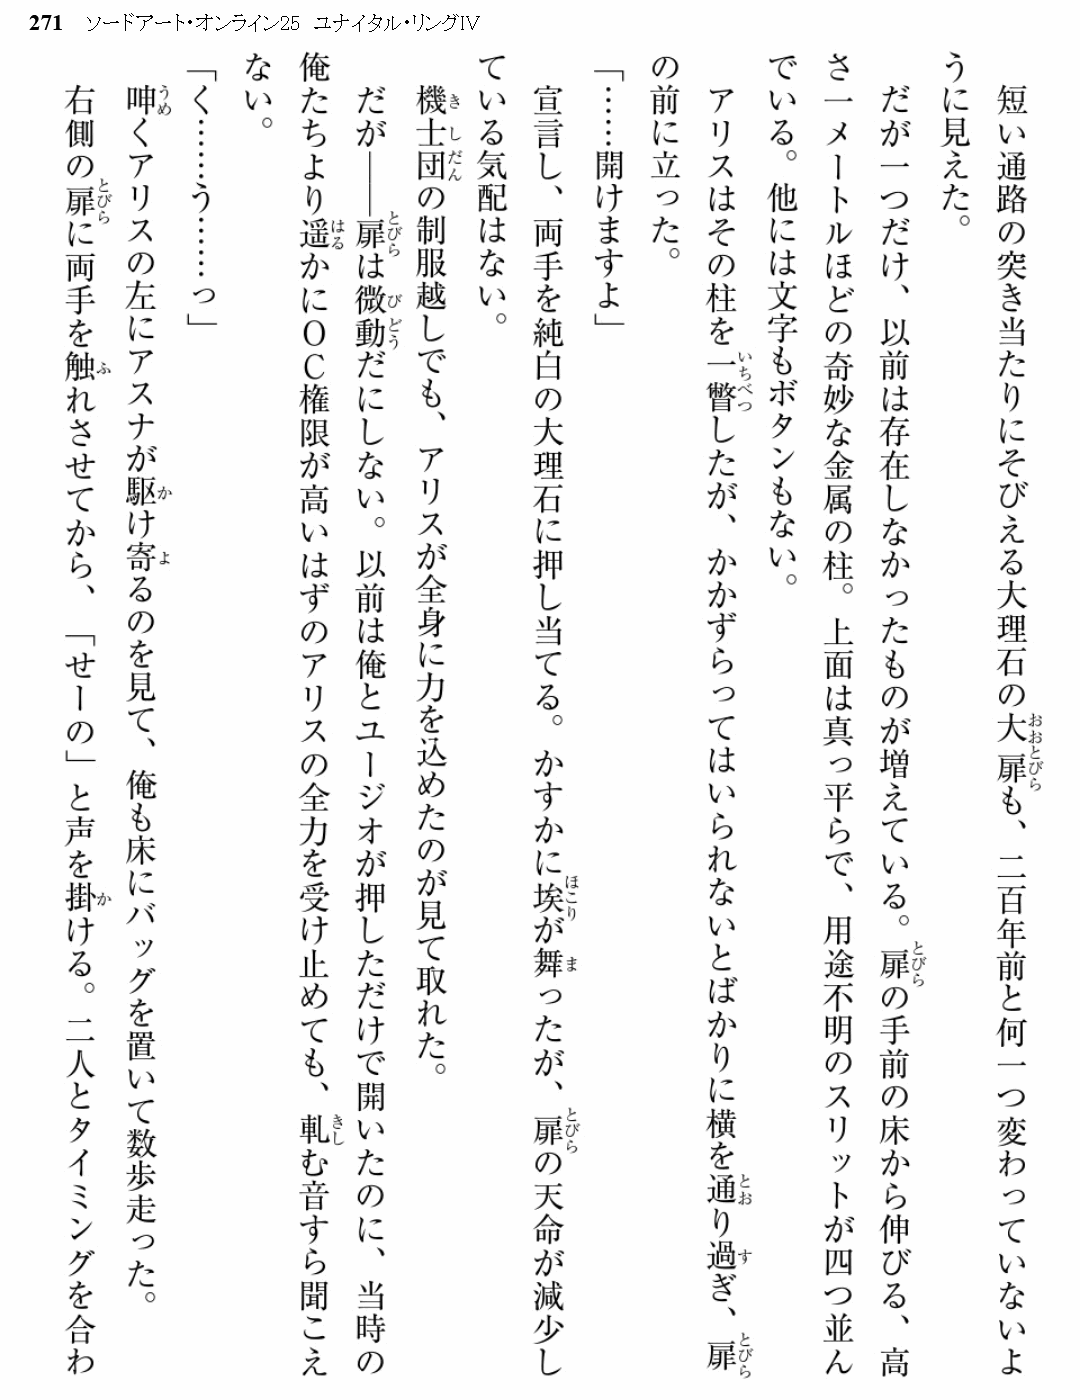 271 ソードアート・オンライン25 ユナイタル・リングⅣ
短い通路の突き当たりにそびえる大理石の大扉も、二百年前と何一つ変わっていないよ
うに見えた。
だが一つだけ、以前は存在しなかったものが増えている。扉の手前の床から伸びる、高
さ一メートルほどの奇妙な金属の柱。上面は真っ平らで、用途不明のスリットが四つ並ん
でいる。他には文字もボタンもない。
アリスはその柱を一瞥したが、かかずらってはいられないとばかりに横を通り過ぎ、扉
の前に立った。
「……開けますよ」
宣言し、両手を純白の大理石に押し当てる。かすかに埃が舞ったが、扉の天命が減少し
ている気配はない。
機士団の制服越しでも、アリスが全身に力を込めたのが見て取れた。
だが――扉は微動だにしない。以前は俺とユージオが押しただけで開いたのに、当時の
俺たちより遥かにＯＣ権限が高いはずのアリスの全力を受け止めても、軋む音すら聞こえ
ない。
「く……う……っ」
呻くアリスの左にアスナが駆け寄るのを見て、俺も床にバッグを置いて数歩走った。
右側の扉に両手を触れさせてから、「せーの」と声を掛ける。二人とタイミングを合わ